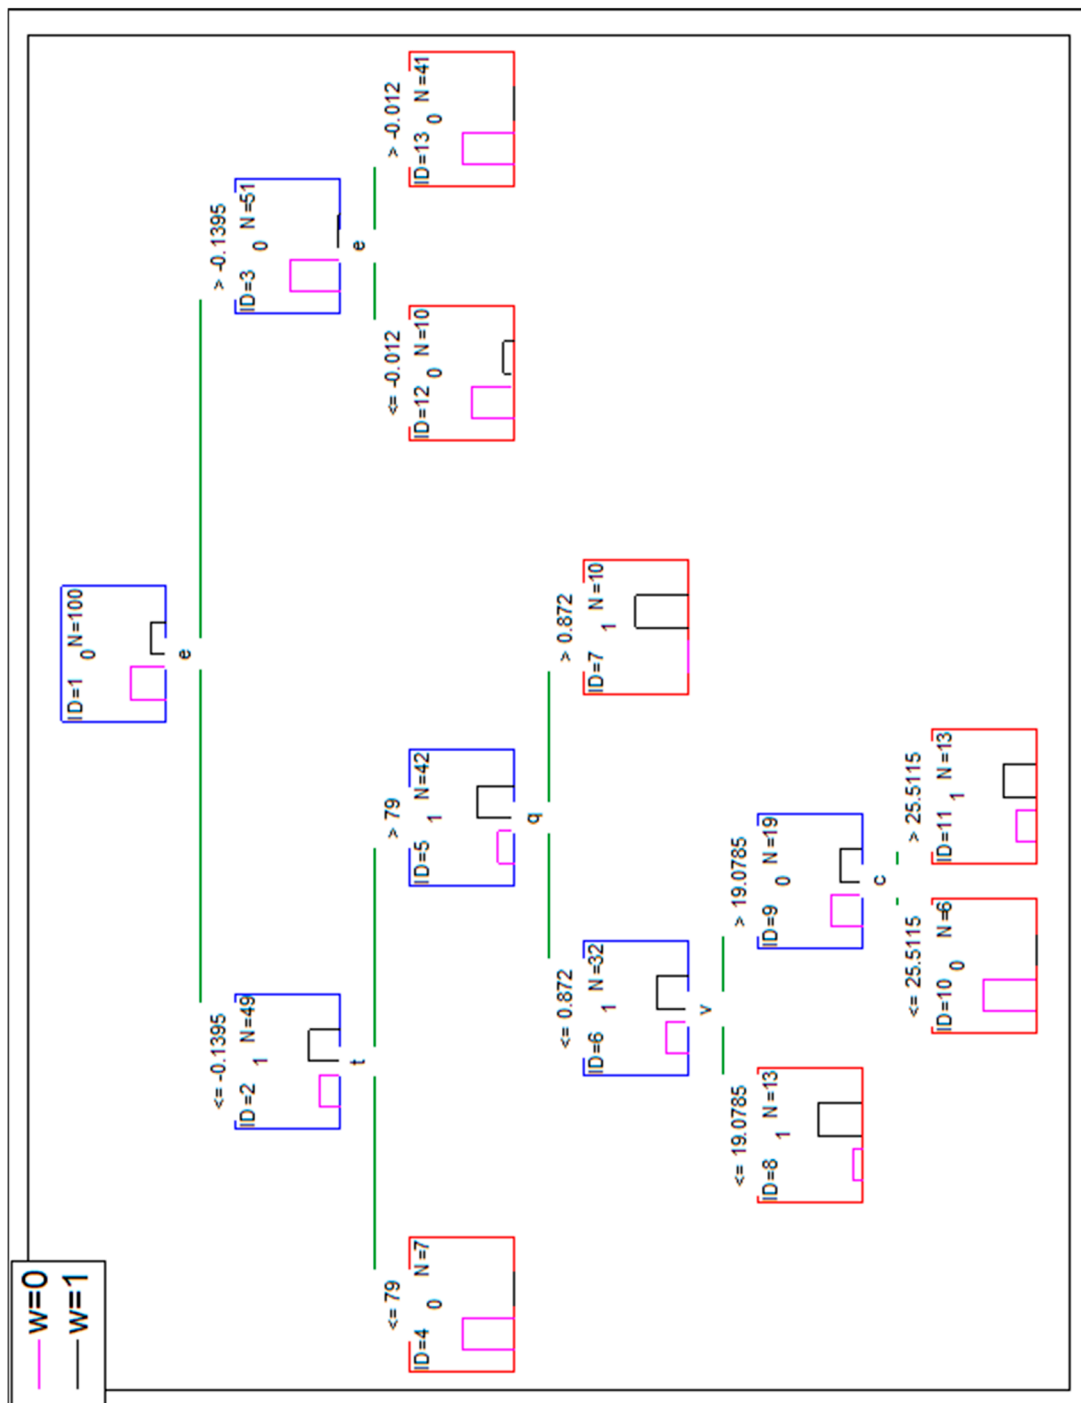 w=0
w=1
ID=1 N=100
0
e
<= -0.1395
> -0.1395
ID=2 N=49
1
t
ID=3 N=51
0
e
<= 79
> 79
<= -0.012
> -0.012
ID=4 N=7
0
ID=5 N=42
1
q
ID=12 N=10
0
ID=13 N=41
0
<= 0.872
> 0.872
ID=6 N=32
1
v
ID=7 N=10
1
<= 19.0785
> 19.0785
ID=8 N=13
1
ID=9 N=19
0
c
<= 25.5115
> 25.5115
ID=10 N=6
0
ID=11 N=13
1